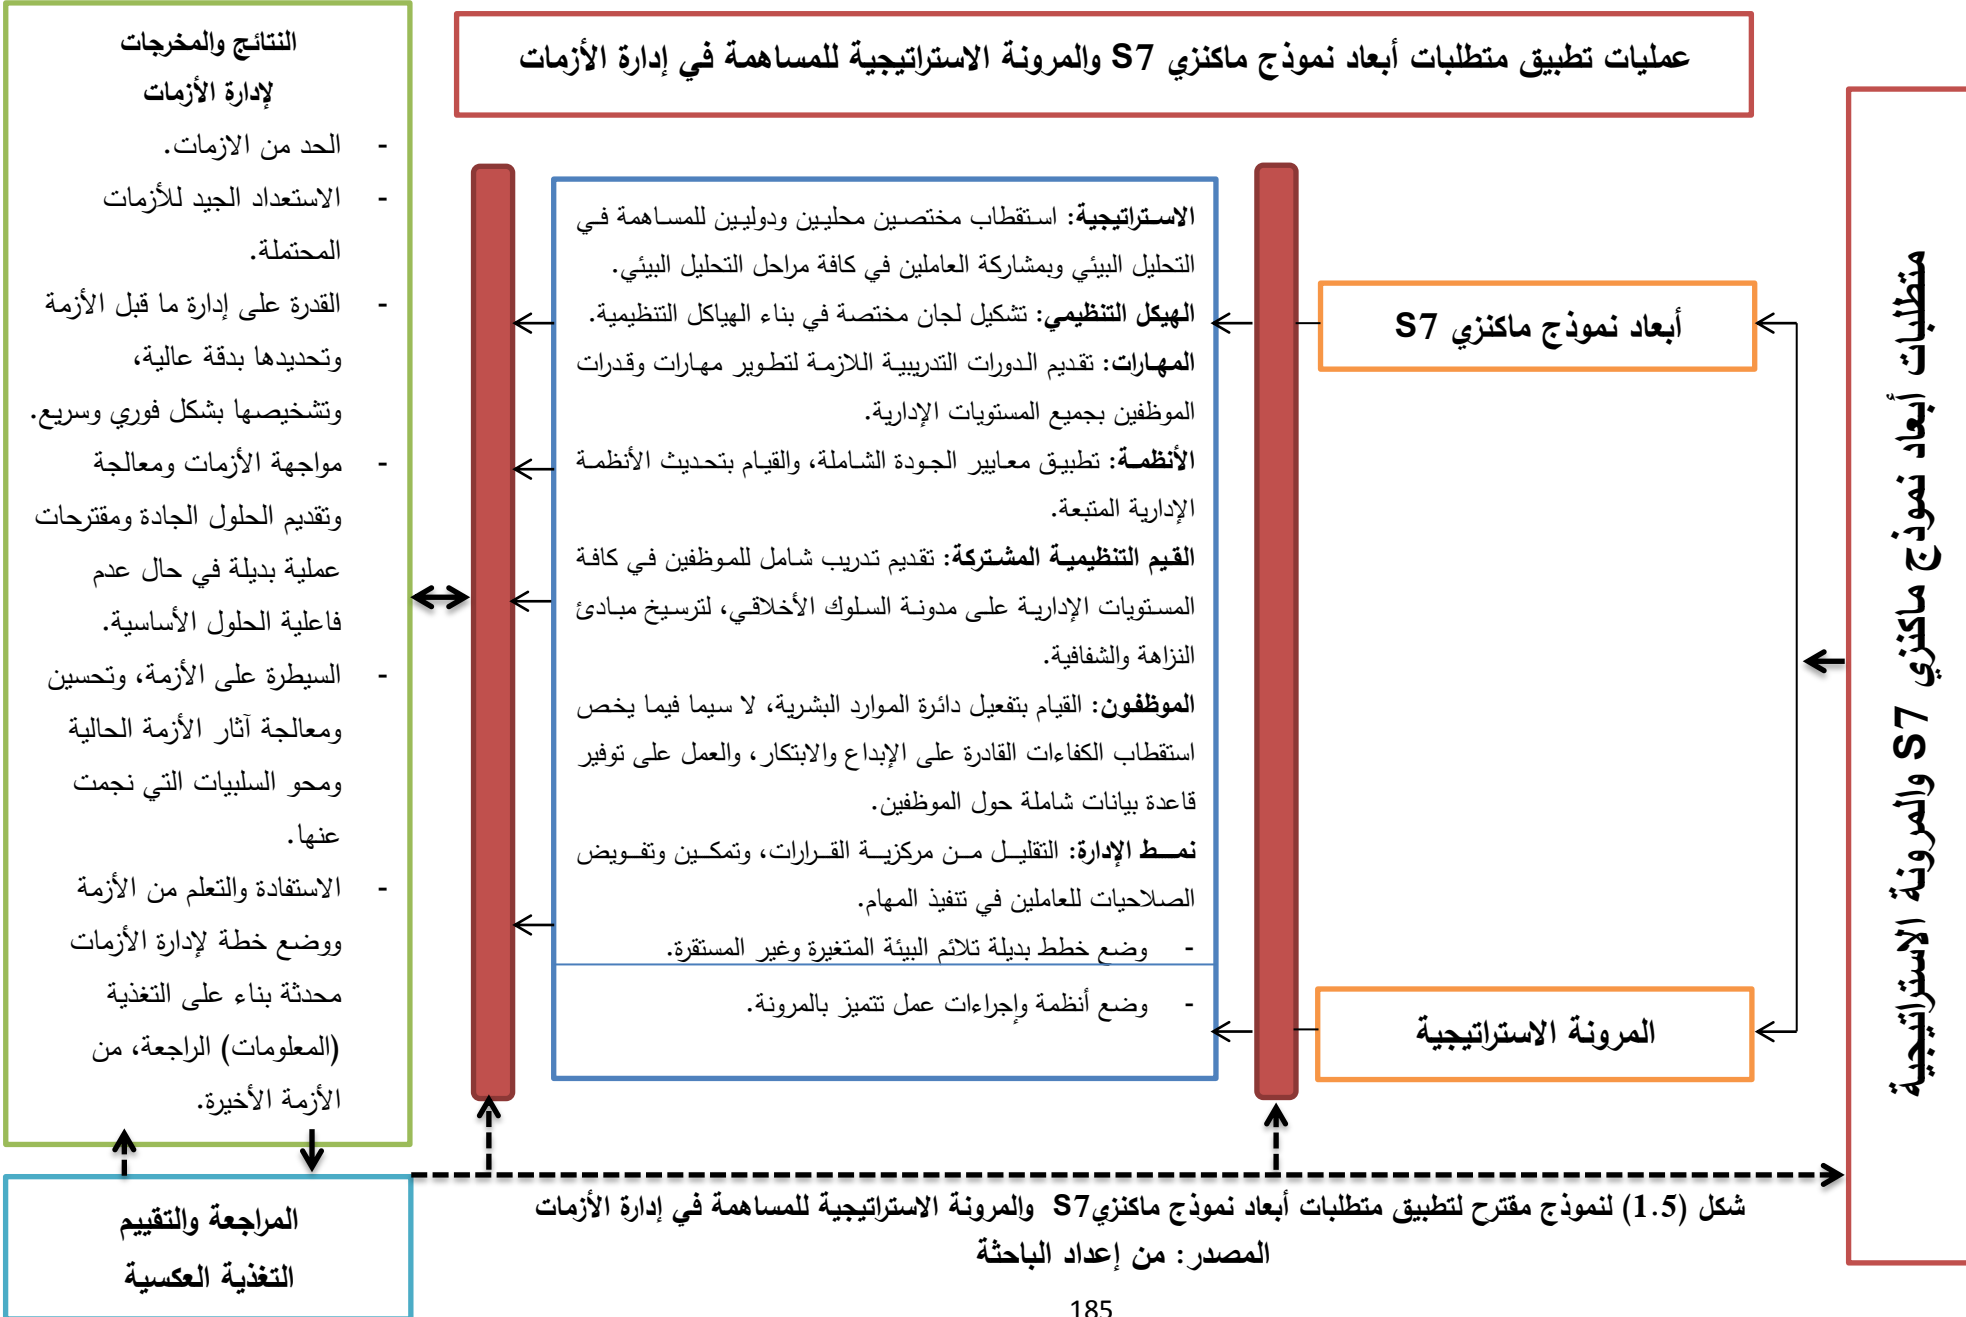 عمليات تطبيق متطلبات أبعاد نموذج ماكنزي S7 والمرونة الاستراتيجية للمساهمة في إدارة الأزمات
متطلبات أبعاد نموذج ماكنزي S7 والمرونة الاستراتيجية
أبعاد نموذج ماكنزي S7
المرونة الاستراتيجية
الاستراتيجية: استقطاب مختصين محليين ودوليين للمساهمة في
التحليل البيئي وبمشاركة العاملين في كافة مراحل التحليل البيئي.
الهيكل التنظيمي: تشكيل لجان مختصة في بناء الهياكل التنظيمية.
المهارات: تقديم الدورات التدريبية اللازمة لتطوير مهارات وقدرات
الموظفين بجميع المستويات الإدارية.
الأنظمة: تطبيق معايير الجودة الشاملة، والقيام بتحديث الأنظمة
الإدارية المتبعة.
القيم التنظيمية المشتركة: تقديم تدريب شامل للموظفين في كافة
المستويات الإدارية على مدونة السلوك الأخلاقي، لترسيخ مبادئ
النزاهة والشفافية.
الموظفون: القيام بتفعيل دائرة الموارد البشرية، لا سيما فيما يخص
استقطاب الكفاءات القادرة على الإبداع والابتكار، والعمل على توفير
قاعدة بيانات شاملة حول الموظفين.
نمط الإدارة: التقليل من مركزية القرارات، وتمكين وتفويض
الصلاحيات للعاملين في تنفيذ المهام.
- وضع خطط بديلة تلائم البيئة المتغيرة وغير المستقرة.
- وضع أنظمة وإجراءات عمل تتميز بالمرونة.
النتائج والمخرجات
لإدارة الأزمات
- الحد من الازمات.
- الاستعداد الجيد للأزمات
المحتملة.
- القدرة على إدارة ما قبل الأزمة
وتحديدها بدقة عالية،
وتشخيصها بشكل فوري وسريع.
- مواجهة الأزمات ومعالجة
وتقديم الحلول الجادة ومقترحات
عملية بديلة في حال عدم
فاعلية الحلول الأساسية.
- السيطرة على الأزمة، وتحسين
ومعالجة آثار الأزمة الحالية
ومحو السلبيات التي نجمت
عنها.
- الاستفادة والتعلم من الأزمة
ووضع خطة لإدارة الأزمات
محدثة بناء على التغذية
(المعلومات) الراجعة، من
الأزمة الأخيرة.
المراجعة والتقييم
التغذية العكسية
شكل (1.5) لنموذج مقترح لتطبيق متطلبات أبعاد نموذج ماكنزيS7 والمرونة الاستراتيجية للمساهمة في إدارة الأزمات
المصدر: من إعداد الباحثة
185